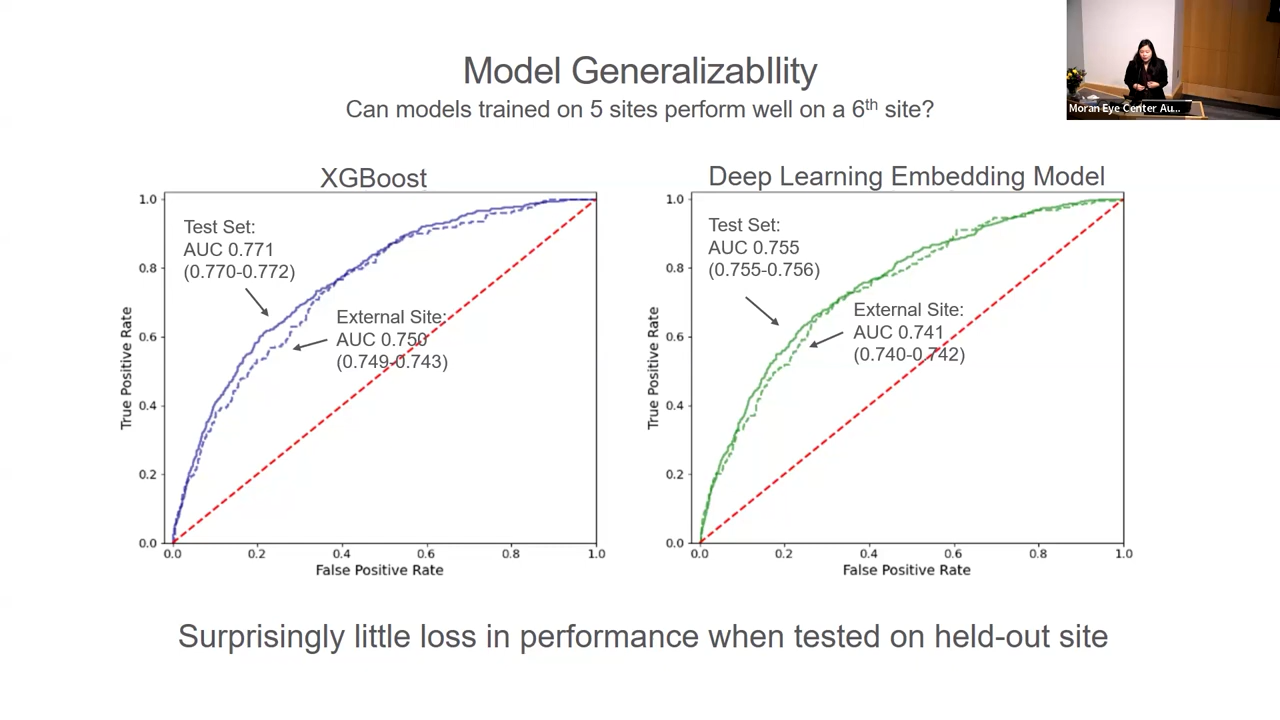 Model Generalizabllity
Can models trained on 5 sites perform well on a 6th site?
Moran Eye Center Au...
XGBoost
1.0
0.8
0.6
0.4
0.2
0.0
True Positive Rate
Test Set:
AUC 0.771
(0.770-0.772)
External Site:
AUC 0.750
(0.749-0.743)
0.0 0.2 0.4 0.6 0.8 1.0
False Positive Rate
Deep Learning Embedding Model
1.0
0.8
0.6
0.4
0.2
0.0
True Positive Rate
Test Set:
AUC 0.755
(0.755-0.756)
External Site:
AUC 0.741
(0.740-0.742)
0.0 0.2 0.4 0.6 0.8 1.0
False Positive Rate
Surprisingly little loss in performance when tested on held-out site